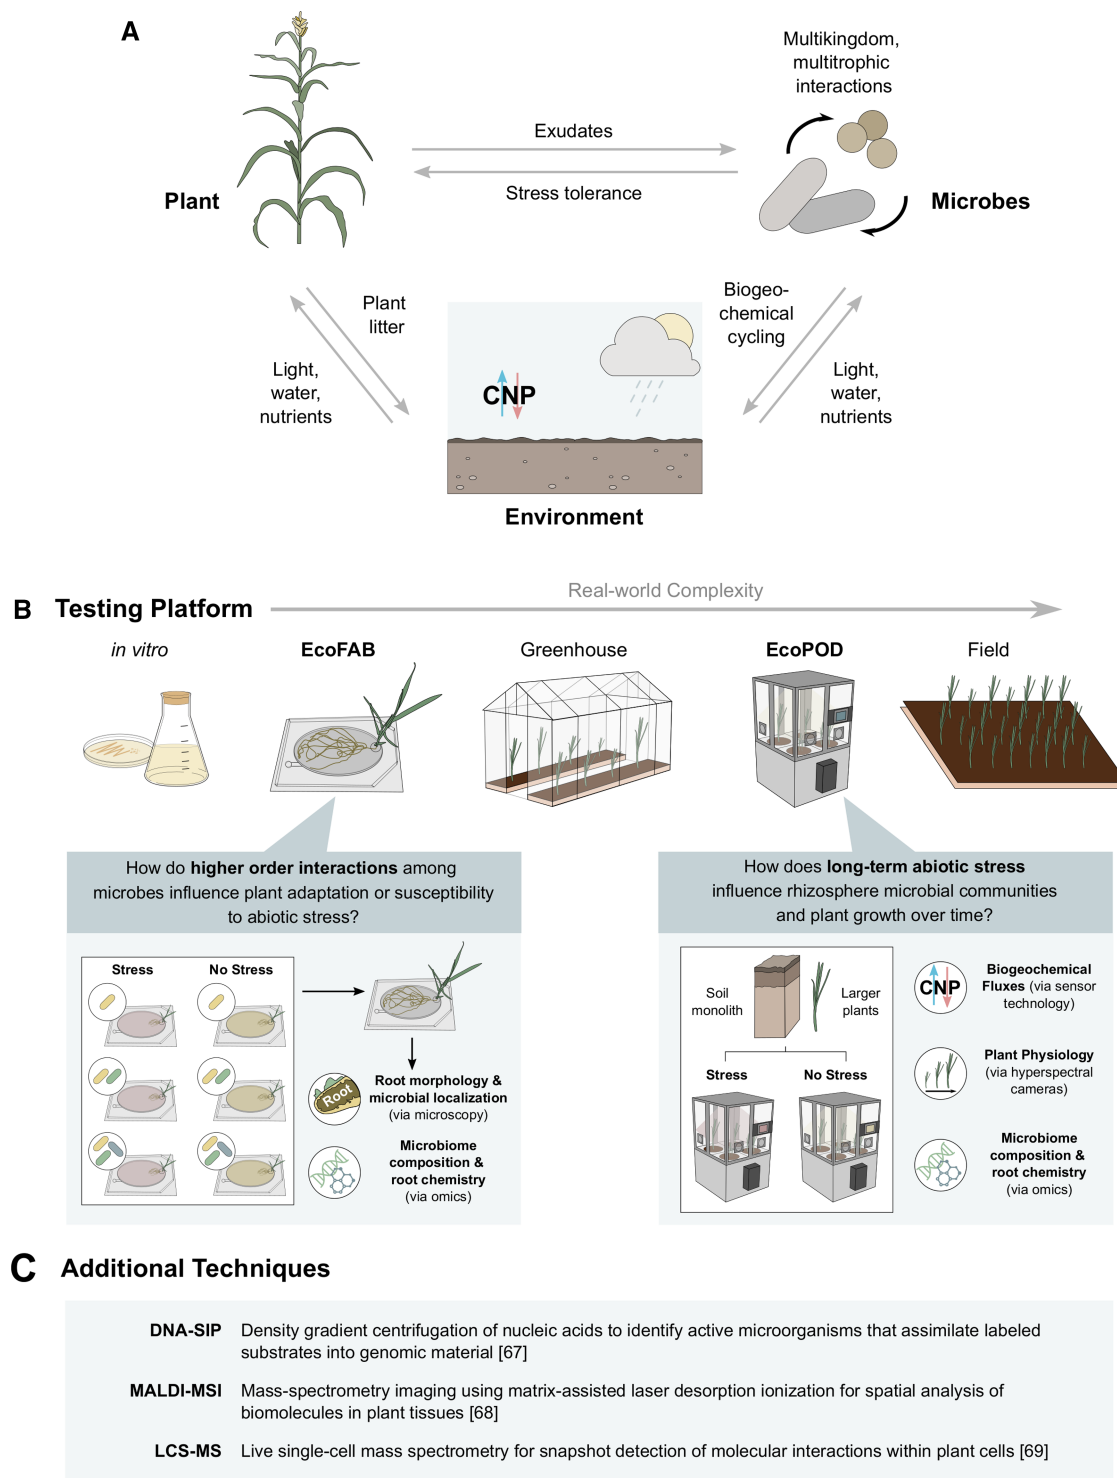 A
Multikingdom,
multitrophic
interactions
Exudates
Stress tolerance
Plant
Microbes
Plant
litter
Light,
water,
nutrients
Biogeo-
chemical
cycling
Light,
water,
nutrients
CNP
Environment
B
Testing Platform
Real-world Complexity
in vitro
EcoFAB
Greenhouse
EcoPOD
Field
How do higher order interactions among
microbes influence plant adaptation or susceptibility
to abiotic stress?
Stress
No Stress
Root
Root morphology &
microbial localization
(via microscopy)
Microbiome
composition &
root chemistry
(via omics)
How does long-term abiotic stress
influence rhizosphere microbial communities
and plant growth over time?
Soil
monolith
Larger
plants
Stress
No Stress
CNP
Biogeochemical
Fluxes (via sensor
technology)
Plant Physiology
(via hyperspectral
cameras)
Microbiome
composition &
root chemistry
(via omics)
C
Additional Techniques
DNA-SIP Density gradient centrifugation of nucleic acids to identify active microorganisms that assimilate labeled
substrates into genomic material [67]
MALDI-MSI Mass-spectrometry imaging using matrix-assisted laser desorption ionization for spatial analysis of
biomolecules in plant tissues [68]
LCS-MS Live single-cell mass spectrometry for snapshot detection of molecular interactions within plant cells [69]